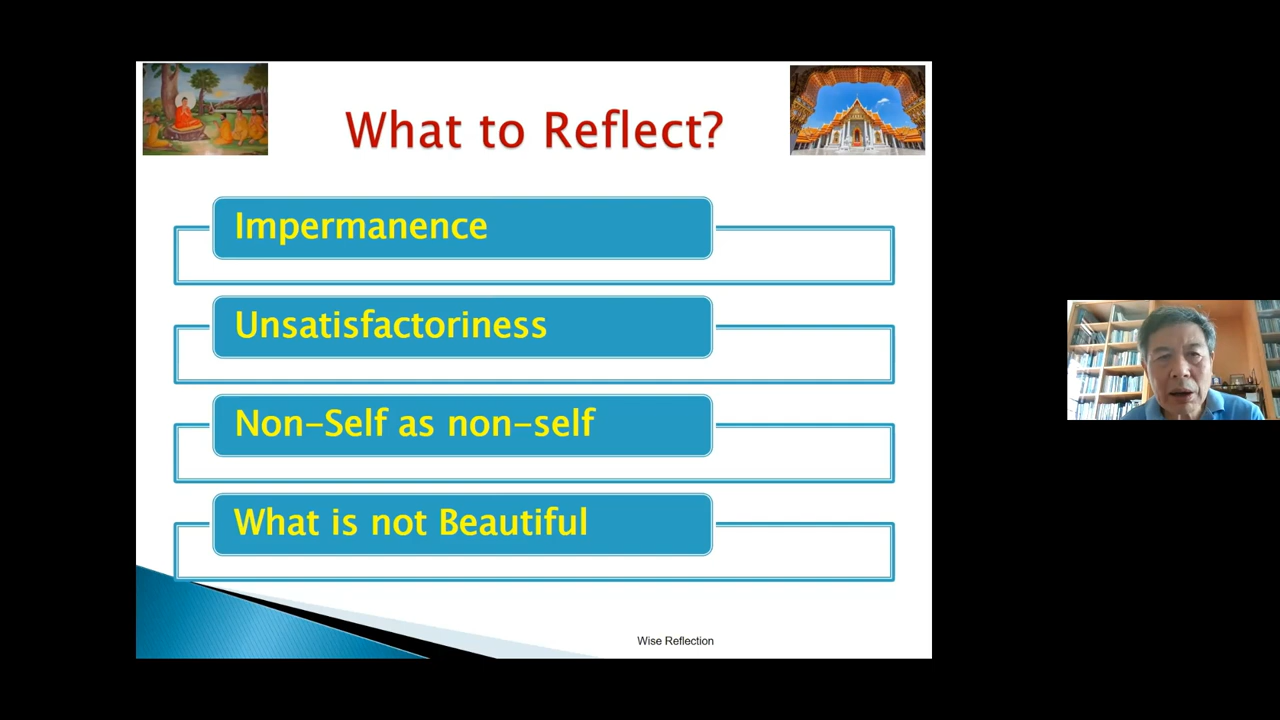 What to Reflect?
Impermanence
Unsatisfactoriness
Non-Self as non-self
What is not Beautiful
Wise Reflection